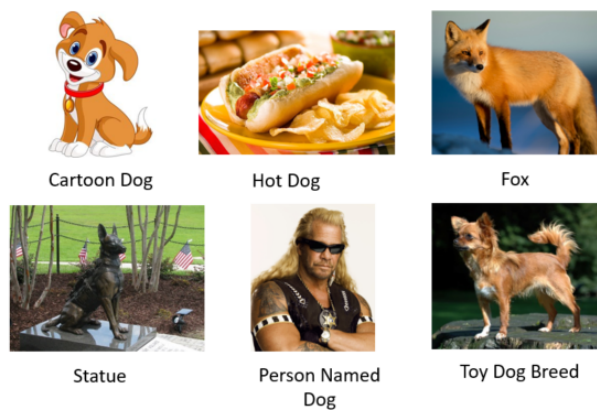 Cartoon Dog
Hot Dog
Fox
Statue
Person Named
Dog
Toy Dog Breed